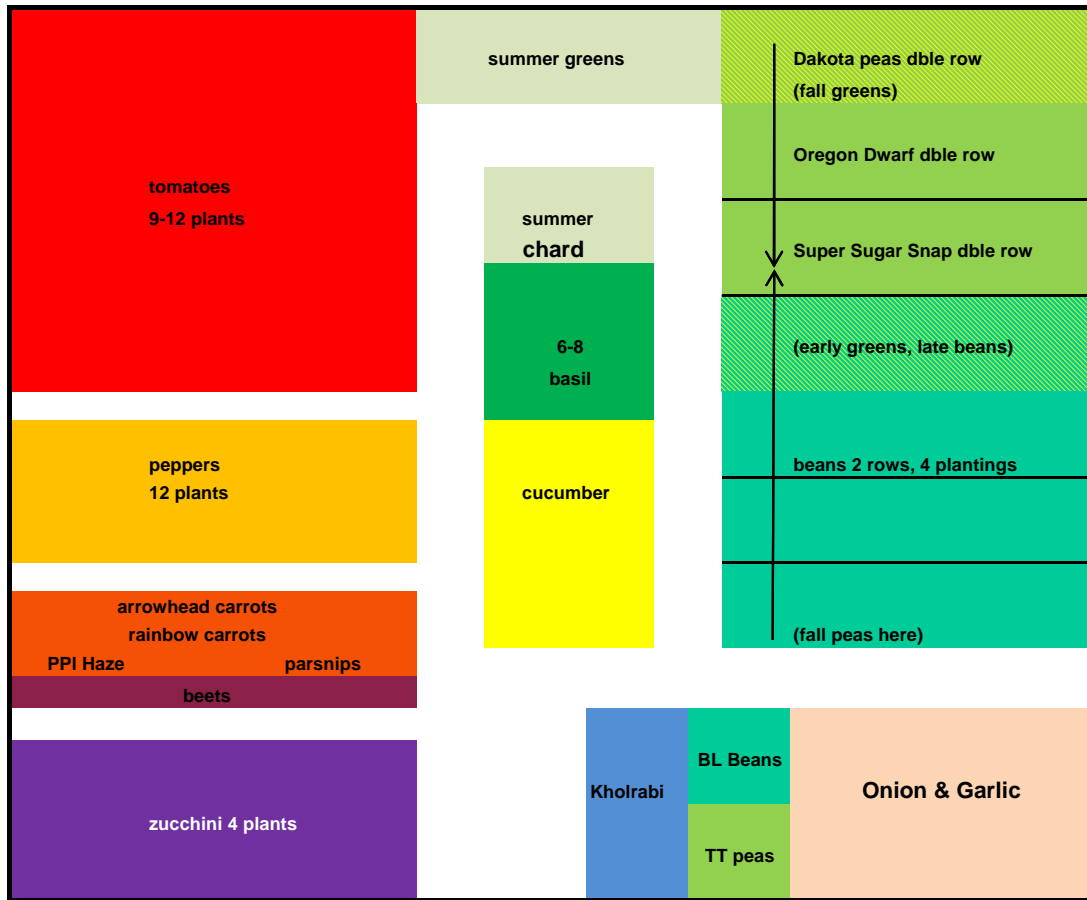 summer greens
Dakota peas dble row
(fall greens)
Oregon Dwarf dble row
tomatoes
9-12 plants
summer
chard
Super Sugar Snap dble row
6-8
basil
(early greens, late beans)
peppers
12 plants
cucumber
beans 2 rows, 4 plantings
arrowhead carrots
rainbow carrots
PPI Haze
parsnips
beets
(fall peas here)
zucchini 4 plants
Kholrabi
BL Beans
TT peas
Onion & Garlic